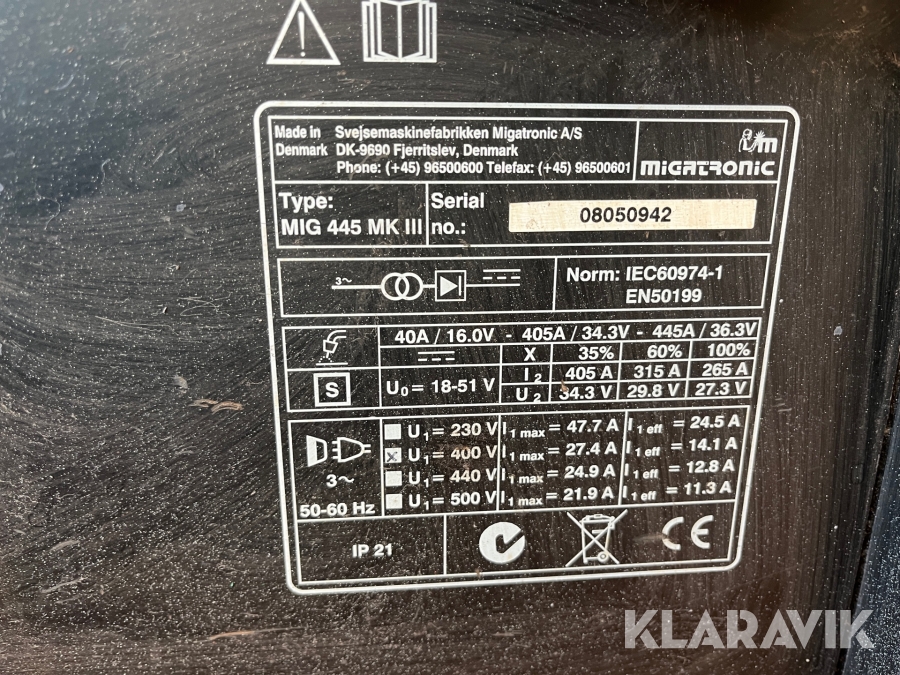 Made in Svejsemaskinefabrikken Migatronic A/S
Denmark DK-9690 Fjerritslev, Denmark
Phone: (+45) 96500600 Telefax: (+45) 96500601
MIGATRONIC
Type:
MIG 445 MK III
Serial
no.:
08050942
3~
Norm: IEC60974-1
EN50199
40A / 16.0V - 405A / 34.3V - 445A / 36.3V
X 35% 60% 100%
S
U0 = 18-51 V
I2 405 A 315 A 265 A
U2 34.3 V 29.8 V 27.3 V
3~
50-60 Hz
U1 = 230 V I1 max = 47.7 A I1 eff = 24.5 A
x U1 = 400 V I1 max = 27.4 A I1 eff = 14.1 A
U1 = 440 V I1 max = 24.9 A I1 eff = 12.8 A
U1 = 500 V I1 max = 21.9 A I1 eff = 11.3 A
IP 21
CE
KLARAVIK